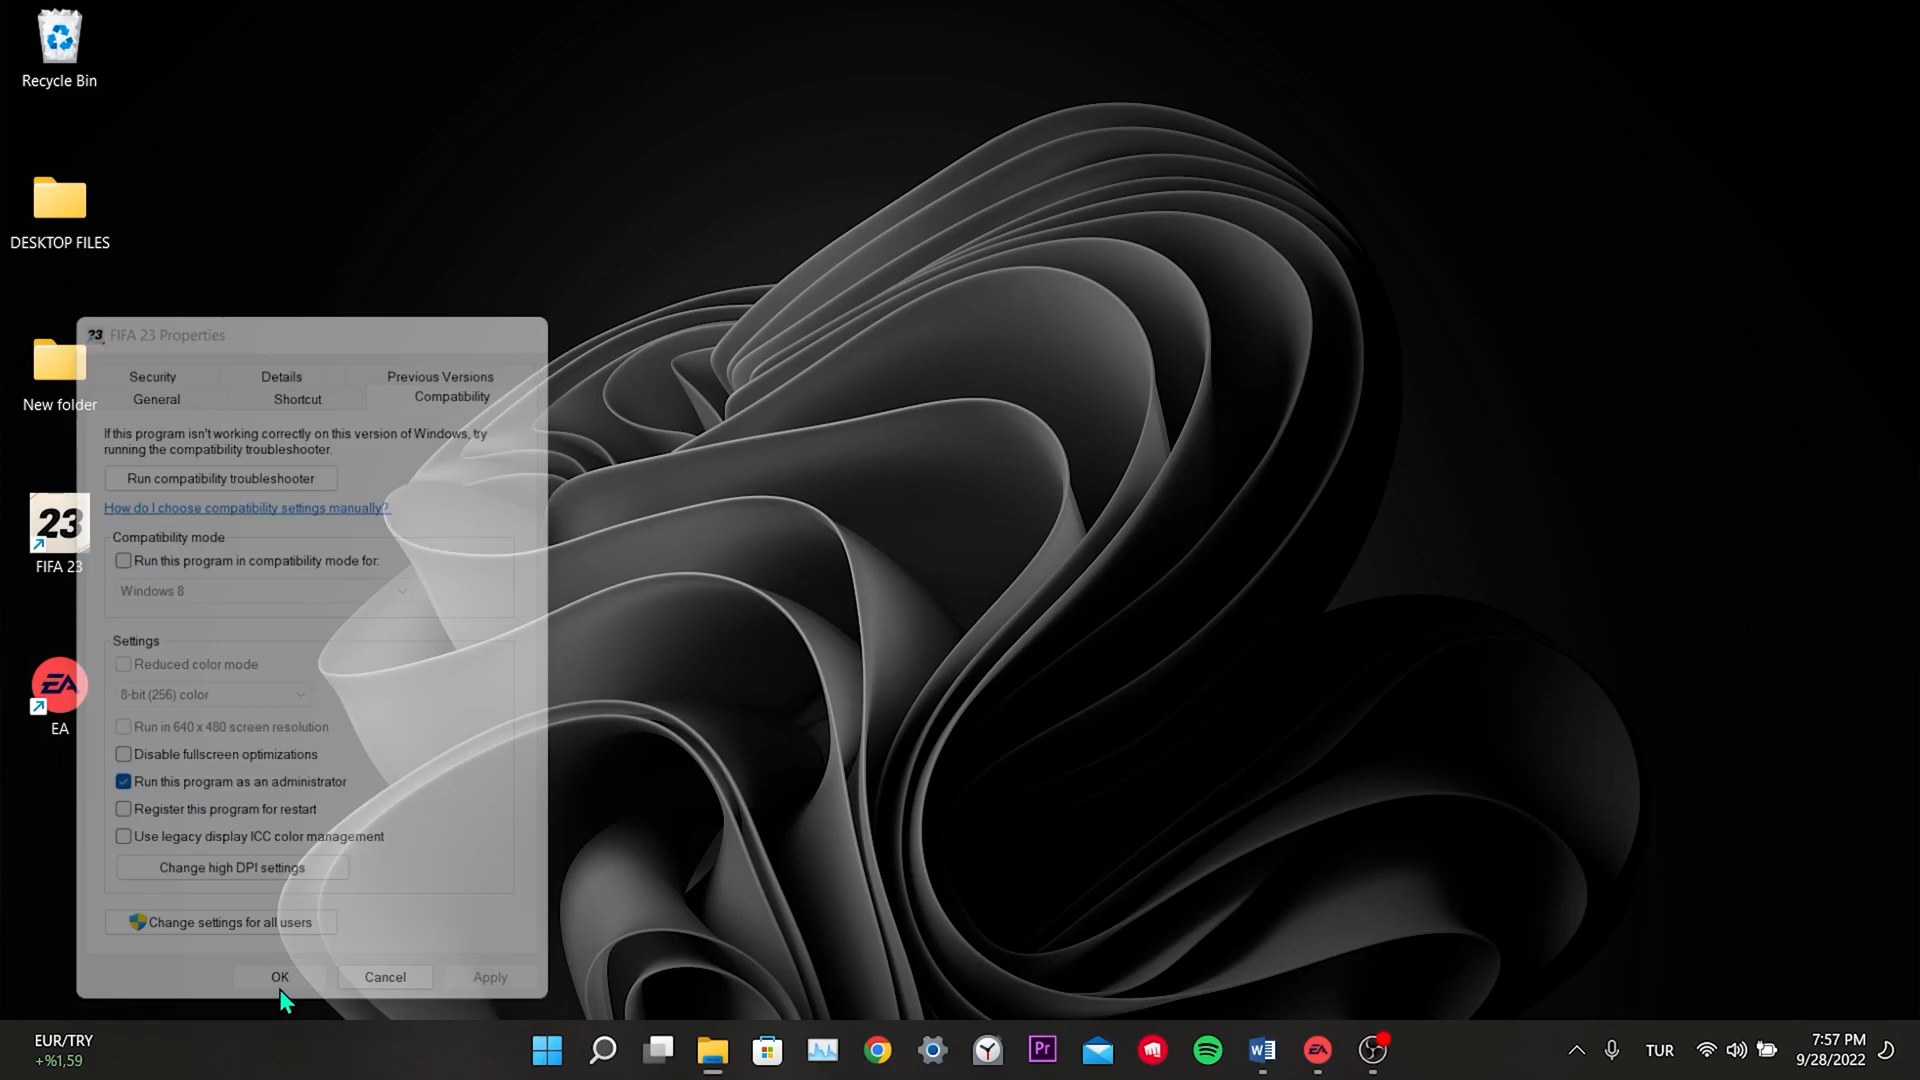 Recycle Bin
DESKTOP FILES
New folder
23
FIFA 23
EA
EA
23 FIFA 23 Properties
Security Details Previous Versions
General Shortcut Compatibility
If this program isn't working correctly on this version of Windows, try
running the compatibility troubleshooter.
Run compatibility troubleshooter
How do I choose compatibility settings manually?
Compatibility mode
Run this program in compatibility mode for:
Windows 8
Settings
Reduced color mode
8-bit (256) color
Run in 640 x 480 screen resolution
Disable fullscreen optimizations
Run this program as an administrator
Register this program for restart
Use legacy display ICC color management
Change high DPI settings
Change settings for all users
OK Cancel Apply
EUR/TRY
+%1,59
Pr
W
EA
TUR
7:57 PM
9/28/2022